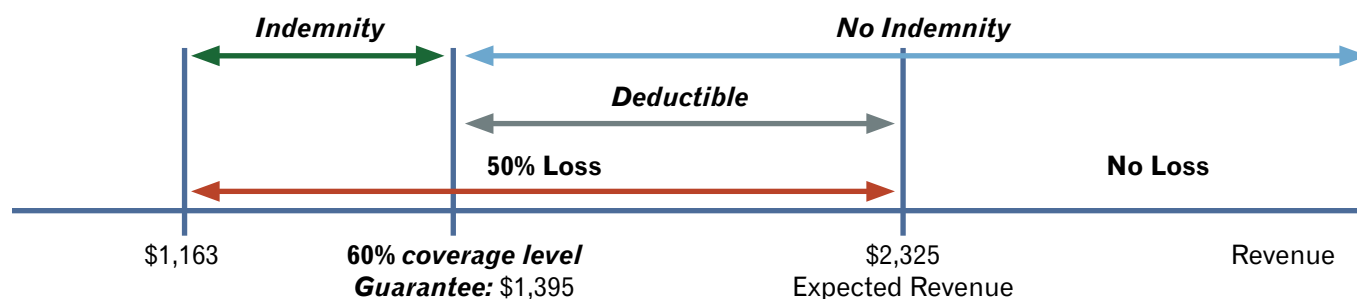 Indemnity
No Indemnity
Deductible
50% Loss
No Loss
$1,163
60% coverage level
Guarantee: $1,395
$2,325
Expected Revenue
Revenue